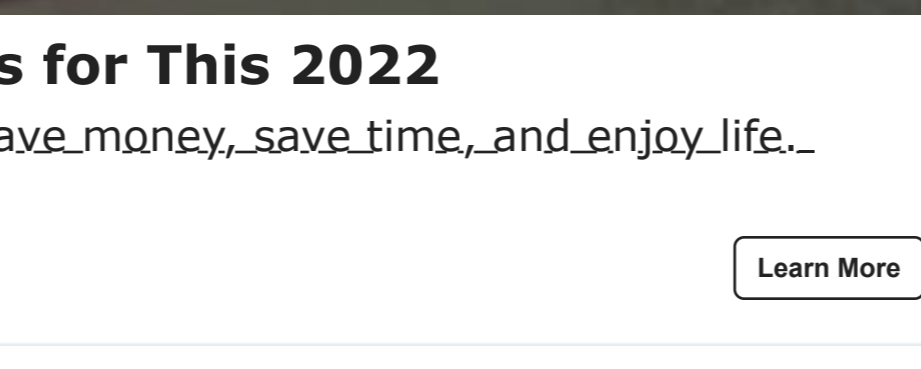 s for This 2022
ave money, save time, and enjoy life.
Learn More